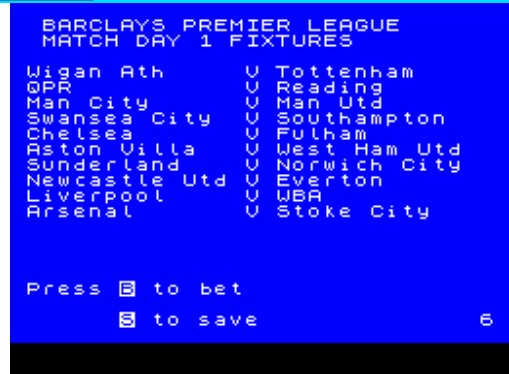 BARCLAYS PREMIER LEAGUE
MATCH DAY 1 FIXTURES
Wigan Ath V Tottenham
QPR V Reading
Man City V Man Utd
Swansea City V Southampton
Chelsea V Fulham
Aston Villa V West Ham Utd
Sunderland V Norwich City
Newcastle Utd V Everton
Liverpool V WBA
Arsenal V Stoke City
Press B to bet
S to save 6